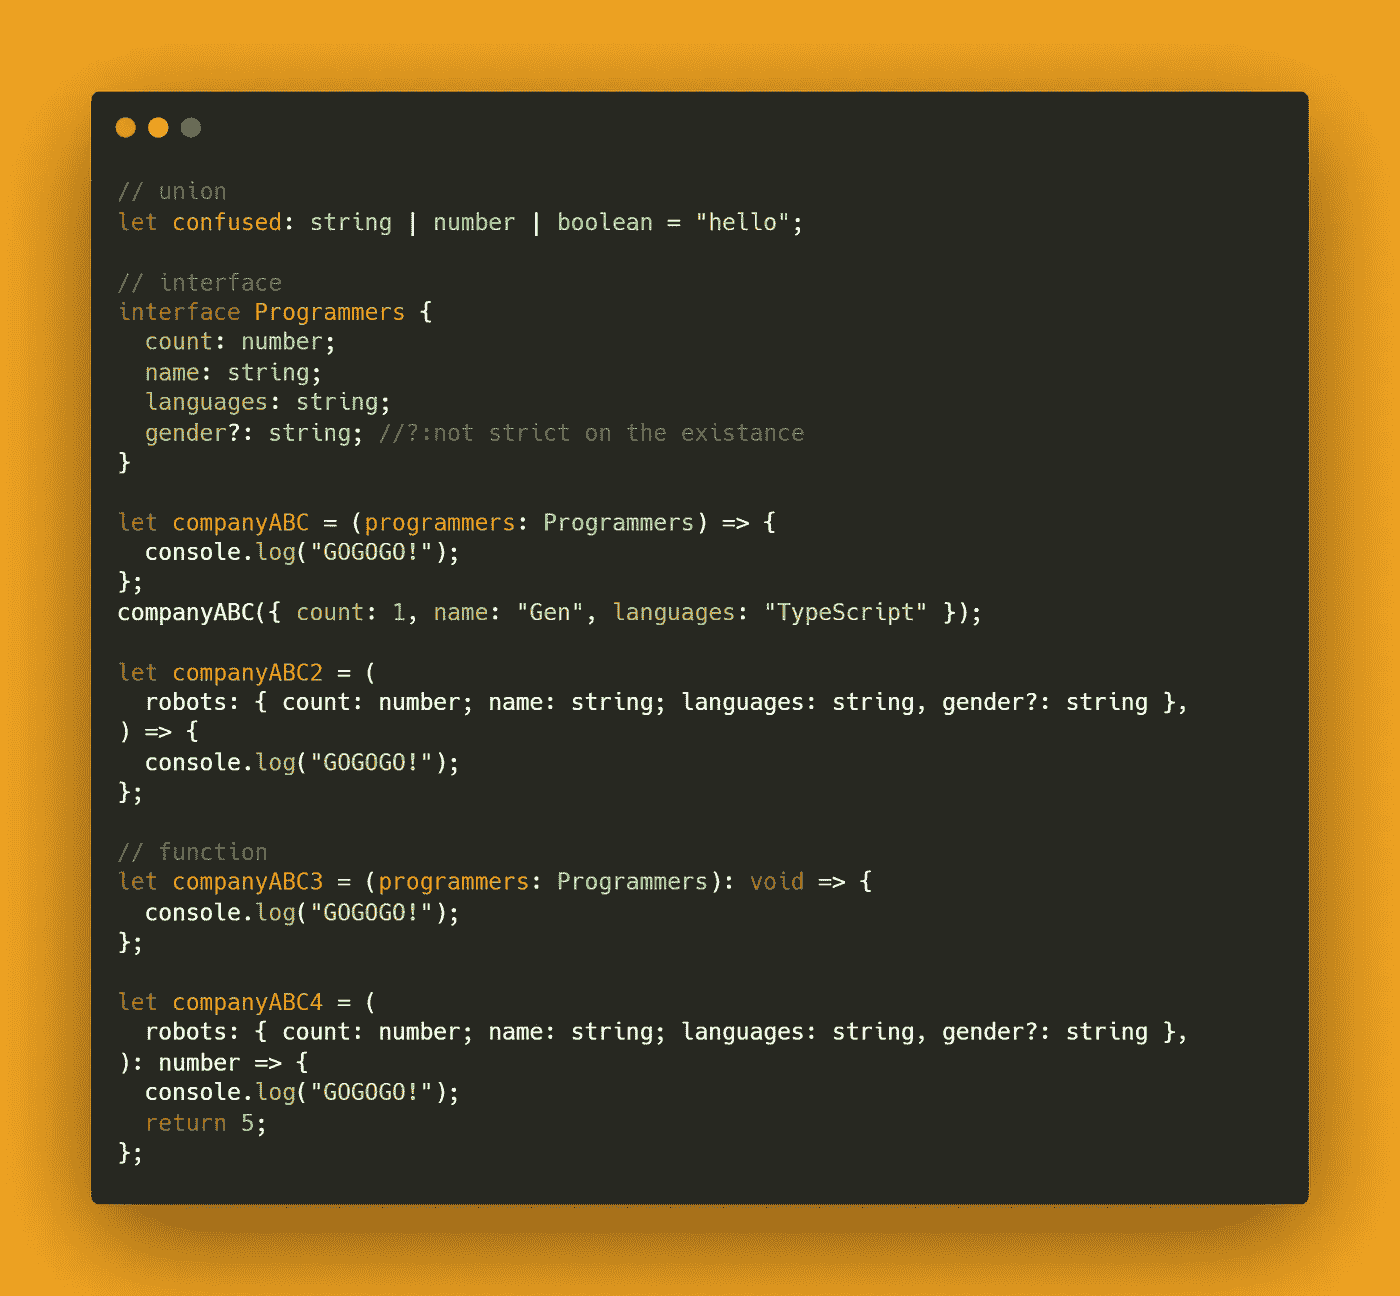 // union
let confused: string | number | boolean = "hello";
// interface
interface Programmers {
  count: number;
  name: string;
  languages: string;
  gender?: string; //?:not strict on the existance
}
let companyABC = (programmers: Programmers) => {
  console.log("GOGOGO!");
};
companyABC({ count: 1, name: "Gen", languages: "TypeScript" });
let companyABC2 = (
  robots: { count: number; name: string; languages: string, gender?: string },
) => {
  console.log("GOGOGO!");
};
// function
let companyABC3 = (programmers: Programmers): void => {
  console.log("GOGOGO!");
};
let companyABC4 = (
  robots: { count: number; name: string; languages: string, gender?: string },
): number => {
  console.log("GOGOGO!");
  return 5;
};